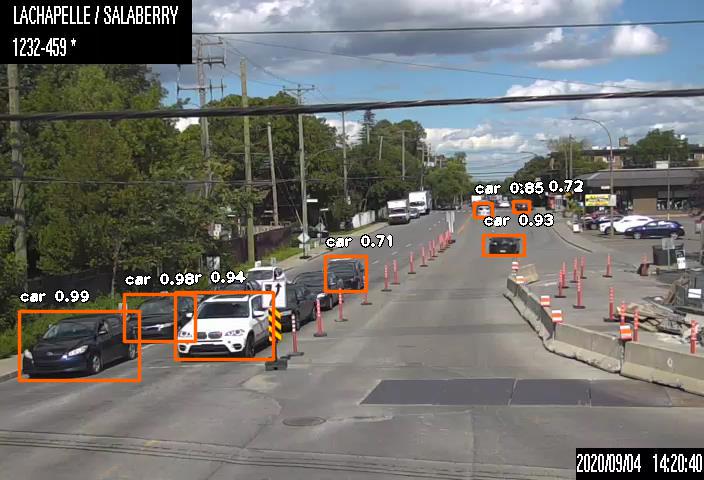 LACHAPELLE / SALABERRY
1232-459 *
car 0.85
0.72
car 0.93
car 0.71
car 0.98
r 0.94
car 0.99
2020/09/04 14:20:40